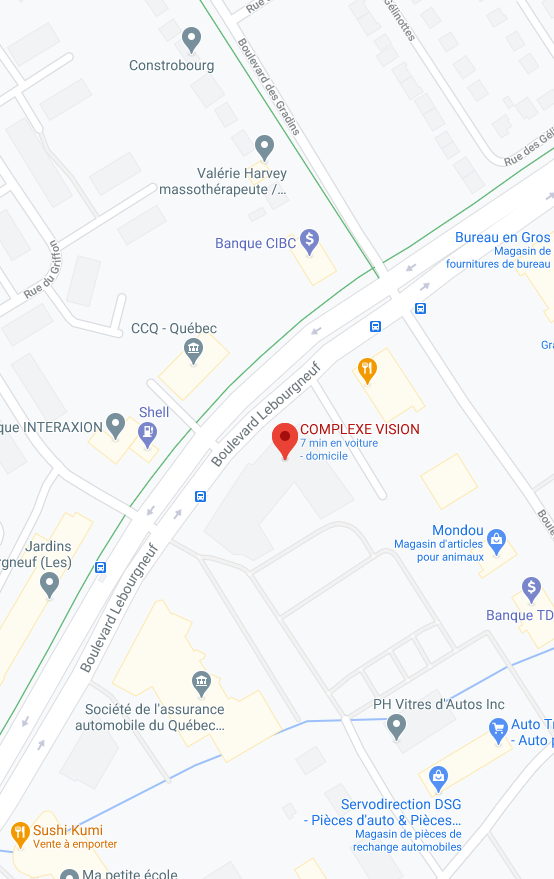 Rue
Gélinottes
Constrobourg
Boulevard des Gradins
Rue des Géli
Valérie Harvey
massothérapeute /...
Bureau en Gros
Magasin de
fournitures de bureau
Banque CIBC
Rue du Griffon
CCQ - Québec
Gra
Boulevard Lebourgneuf
Shell
que INTERAXION
COMPLEXE VISION
7 min en voiture
- domicile
Boule
Mondou
Magasin d'articles
pour animaux
Jardins
rgneuf (Les)
Boulevard Lebourgneuf
Banque TD
Société de l'assurance
automobile du Québec...
PH Vitres d'Autos Inc
Auto Tr
- Auto p
Servodirection DSG
- Pièces d'auto & Pièces...
Magasin de pièces de
rechange automobiles
Sushi Kumi
Vente à emporter
Ma petite école